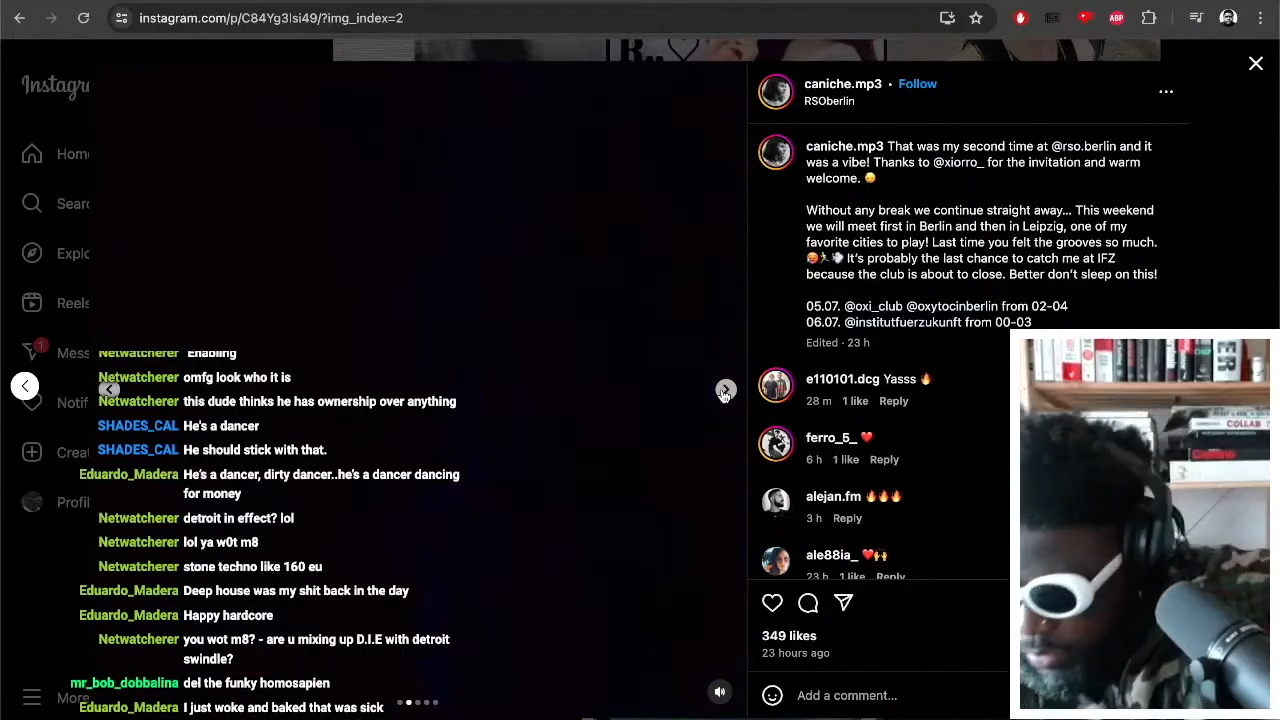 instagram.com/p/C84Yg3Isi49/?img_index=2
ABP
R..
Instagra
Home
Searc
Explo
Reels
1
Mess
Notif
Creat
Profil
More
Netwatcherer Enabling
Netwatcherer omfg look who it is
Netwatcherer this dude thinks he has ownership over anything
SHADES_CAL He's a dancer
SHADES_CAL He should stick with that.
Eduardo_Madera He's a dancer, dirty dancer..he's a dancer dancing
for money
Netwatcherer detroit in effect? lol
Netwatcherer lol ya w0t m8
Netwatcherer stone techno like 160 eu
Eduardo_Madera Deep house was my shit back in the day
Eduardo_Madera Happy hardcore
Netwatcherer you wot m8? - are u mixing up D.I.E with detroit
swindle?
mr_bob_dobbalina del the funky homosapien
Eduardo_Madera I just woke and baked that was sick
caniche.mp3 • Follow
RSOberlin
caniche.mp3 That was my second time at @rso.berlin and it
was a vibe! Thanks to @xiorro_ for the invitation and warm
welcome. 😑
Without any break we continue straight away... This weekend
we will meet first in Berlin and then in Leipzig, one of my
favorite cities to play! Last time you felt the grooves so much.
🥵🏃💨 It's probably the last chance to catch me at IFZ
because the club is about to close. Better don't sleep on this!
05.07. @oxi_club @oxytocinberlin from 02-04
06.07. @institutfuerzukunft from 00-03
Edited · 23 h
e110101.dcg Yasss 🔥
28 m 1 like Reply
ferro_5_ ❤️
6 h 1 like Reply
alejan.fm 🔥🔥🔥
3 h Reply
ale88ia_ ❤️🙌
23 h 1 like Reply
349 likes
23 hours ago
Add a comment...
COLLAB